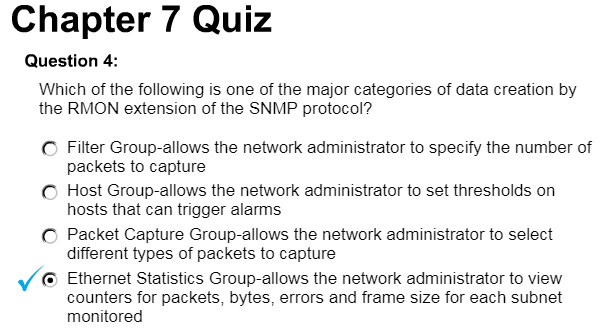 Chapter 7 Quiz
Question 4:
Which of the following is one of the major categories of data creation by
the RMON extension of the SNMP protocol?
Filter Group-allows the network administrator to specify the number of
packets to capture
Host Group-allows the network administrator to set thresholds on
hosts that can trigger alarms
Packet Capture Group-allows the network administrator to select
different types of packets to capture
Ethernet Statistics Group-allows the network administrator to view
counters for packets, bytes, errors and frame size for each subnet
monitored